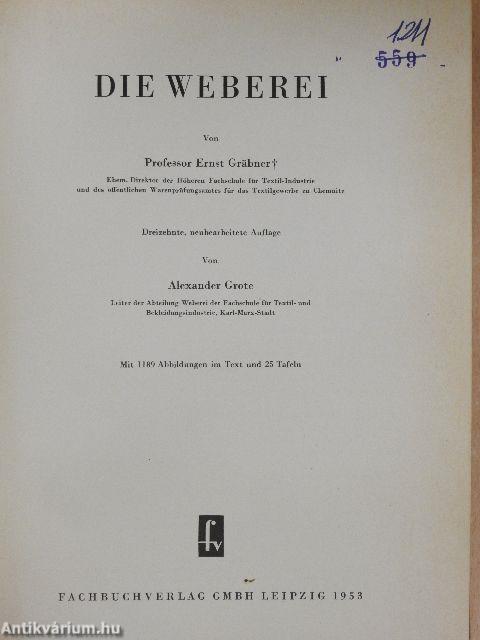 1211
559
DIE WEBEREI
Von
Professor Ernst Gräbner†
Ehem. Direktor der Höheren Fachschule für Textil-Industrie
und des öffentlichen Warenprüfungsamtes für das Textilgewerbe zu Chemnitz
Dreizehnte, neubearbeitete Auflage
Von
Alexander Grote
Leiter der Abteilung Weberei der Fachschule für Textil- und
Bekleidungsindustrie, Karl-Marx-Stadt
Mit 1189 Abbildungen im Text und 25 Tafeln
fv
FACHBUCHVERLAG GMBH LEIPZIG 1953
Antikvárium.hu